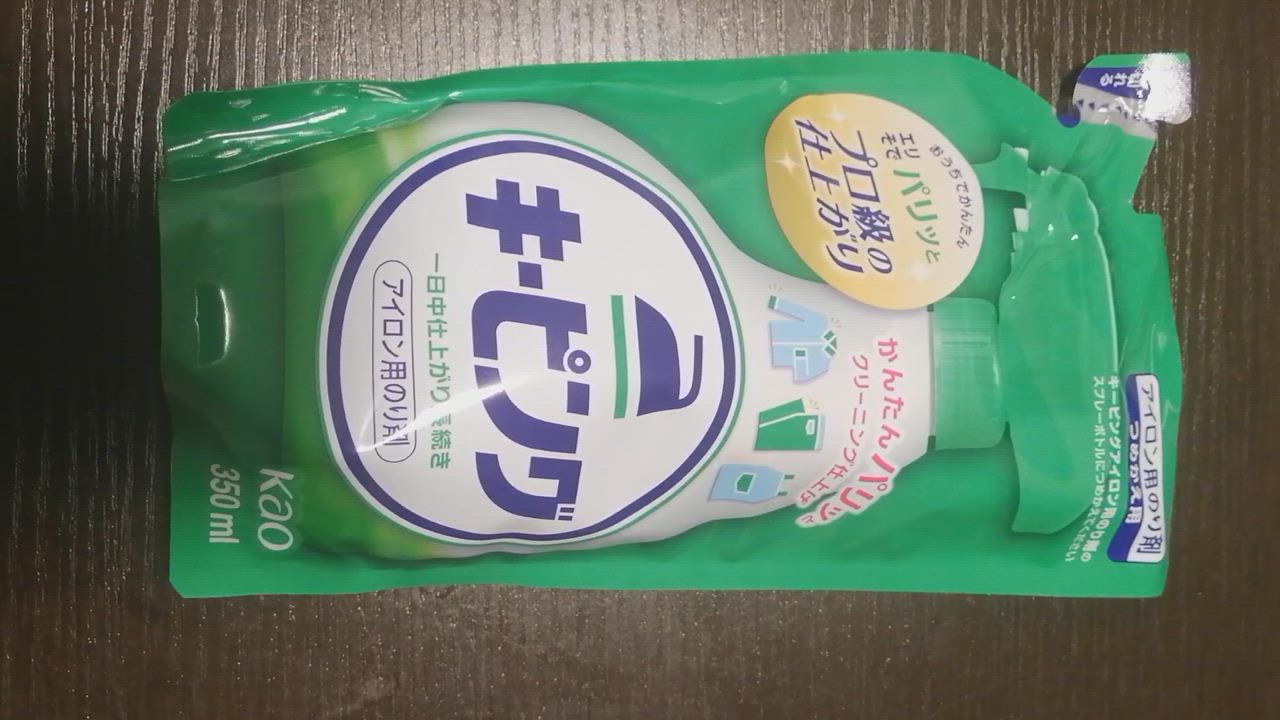 切れる
アイロン用のり剤
つめかえ用
キーピングアイロン用のり剤の
スプレーボトルにつめかえてください
おうちでかんたん
エリ
そで
パリッと
プロ級の
仕上がり
かんたんパリッと
クリーニング仕上げ
キーピング
一日中仕上がり長続き
アイロン用のり剤
Kao
350ml